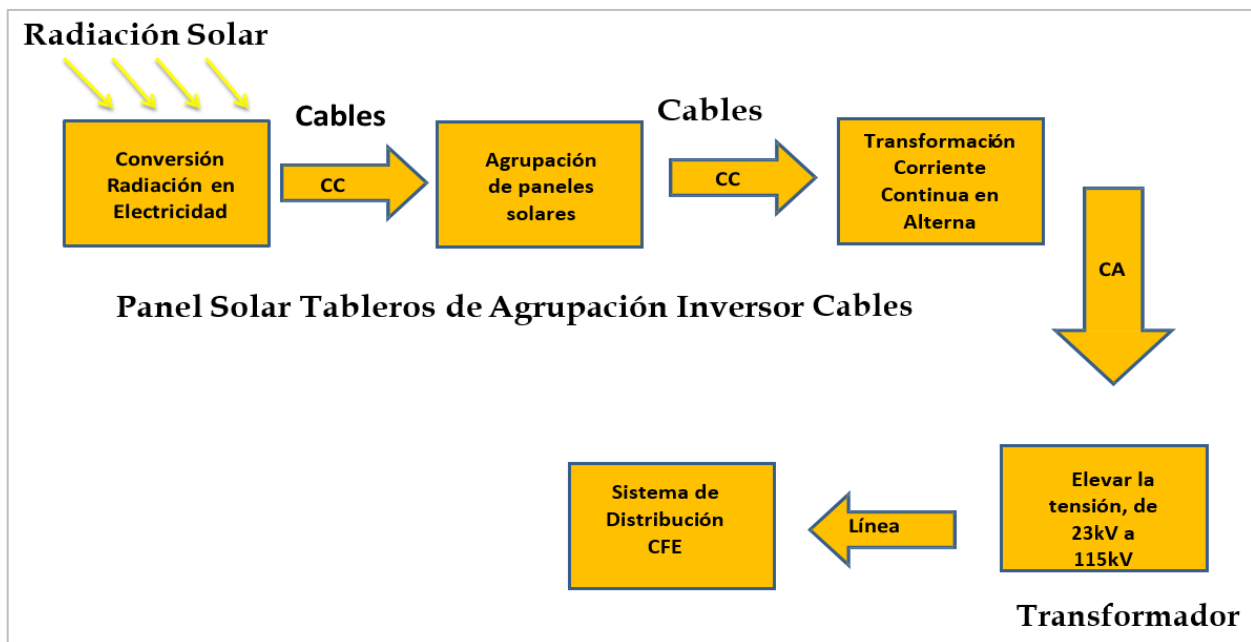 Radiación Solar
Cables
Cables
Conversión
Radiación en
Electricidad
CC
Agrupación
de paneles
solares
CC
Transformación
Corriente
Continua en
Alterna
CA
Panel Solar Tableros de Agrupación Inversor Cables
Elevar la
tensión, de
23kV a
115kV
Línea
Sistema de
Distribución
CFE
Transformador